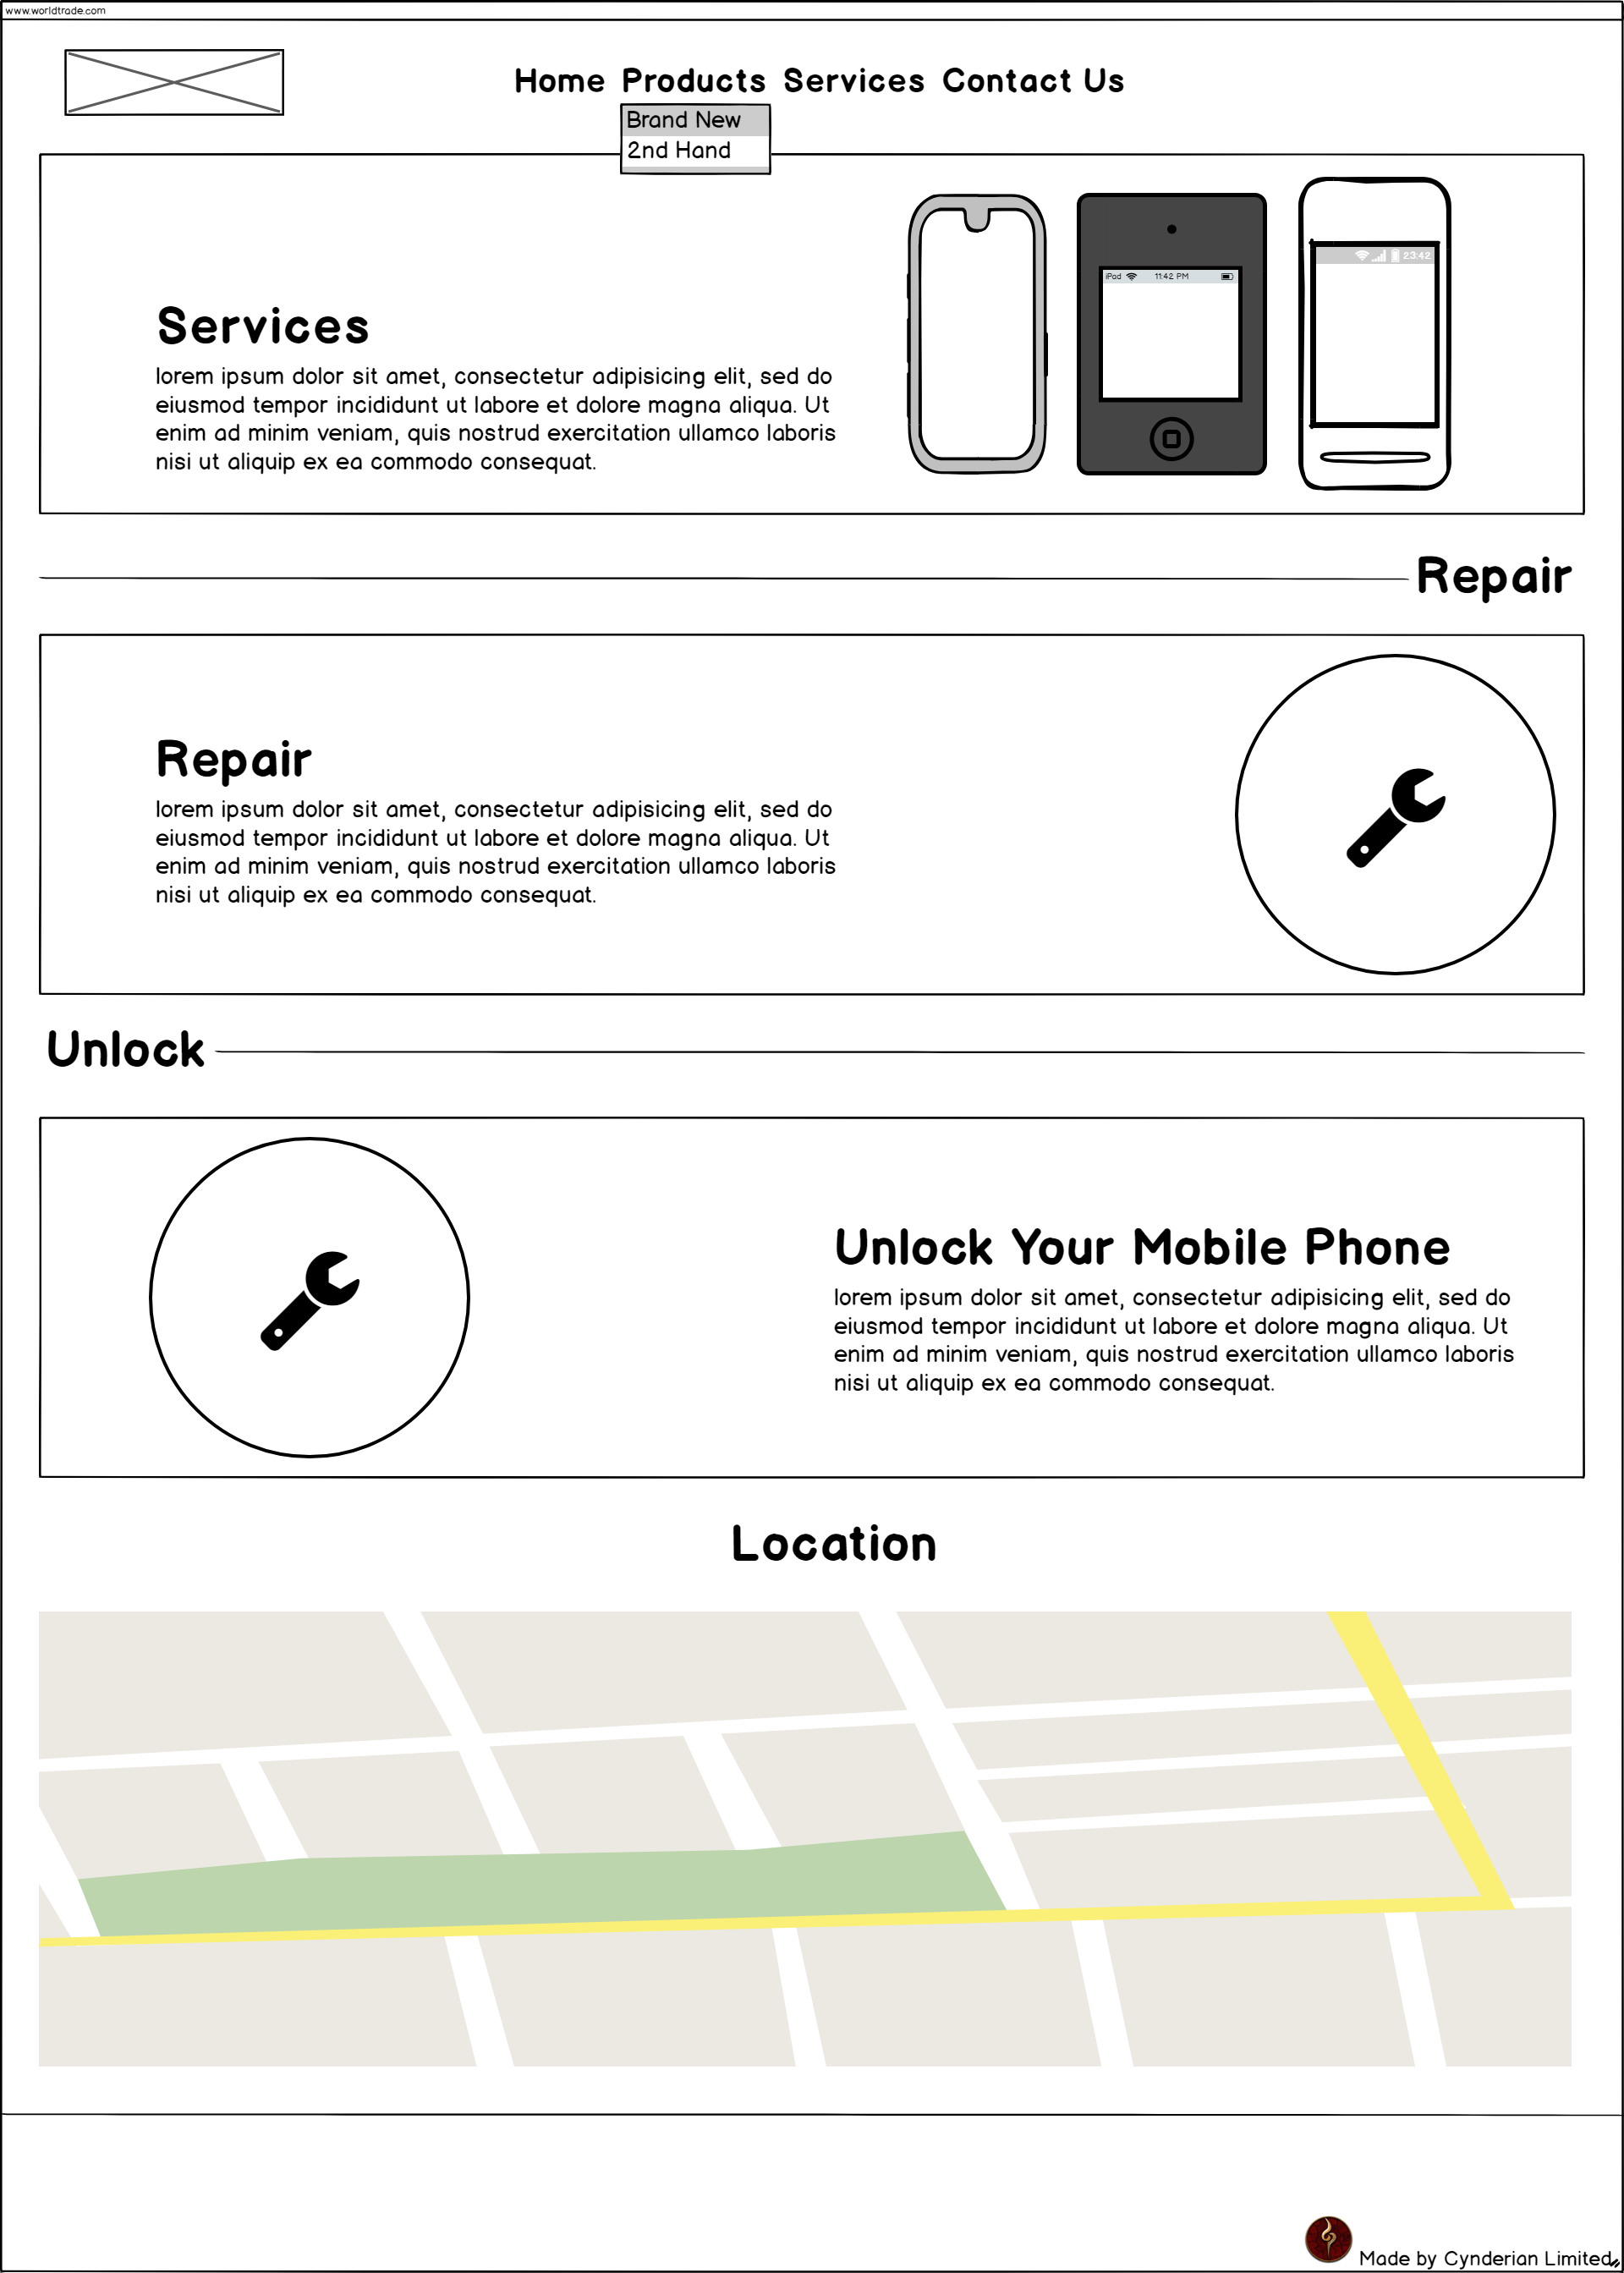 www.worldtrade.com
Home Products Services Contact Us
Brand New
2nd Hand
iPod 11:42 PM
23:42
Services
lorem ipsum dolor sit amet, consectetur adipisicing elit, sed do
eiusmod tempor incididunt ut labore et dolore magna aliqua. Ut
enim ad minim veniam, quis nostrud exercitation ullamco laboris
nisi ut aliquip ex ea commodo consequat.
Repair
Repair
lorem ipsum dolor sit amet, consectetur adipisicing elit, sed do
eiusmod tempor incididunt ut labore et dolore magna aliqua. Ut
enim ad minim veniam, quis nostrud exercitation ullamco laboris
nisi ut aliquip ex ea commodo consequat.
Unlock
Unlock Your Mobile Phone
lorem ipsum dolor sit amet, consectetur adipisicing elit, sed do
eiusmod tempor incididunt ut labore et dolore magna aliqua. Ut
enim ad minim veniam, quis nostrud exercitation ullamco laboris
nisi ut aliquip ex ea commodo consequat.
Location
Made by Cynderian Limited